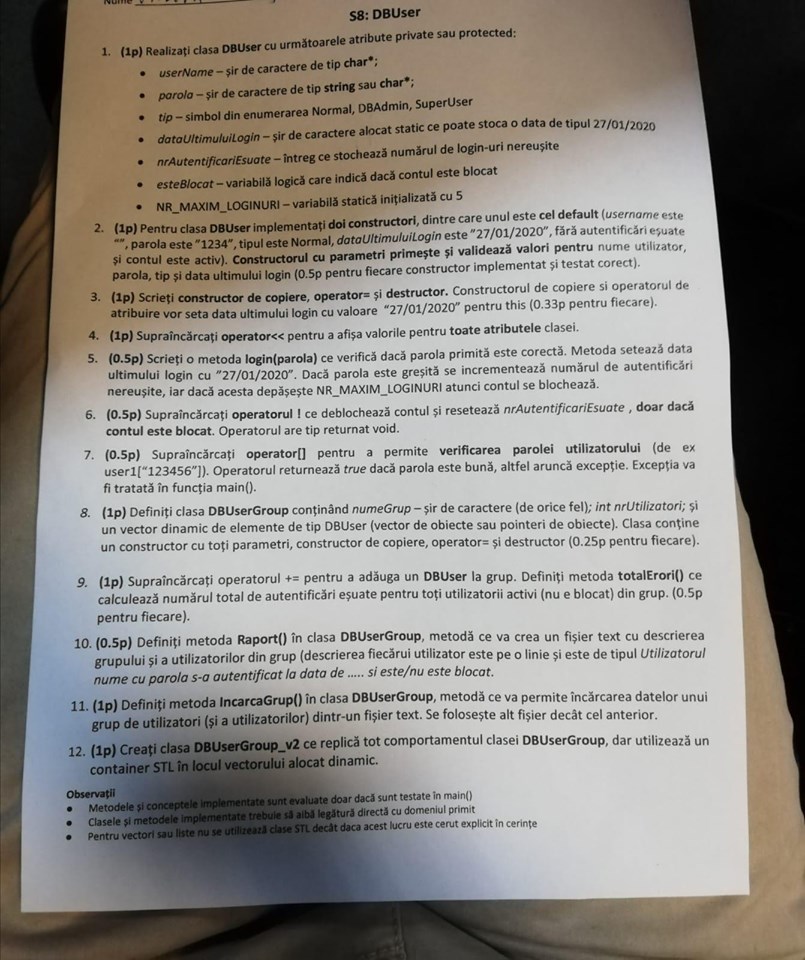 Nume
S8: DBUser
1. (1p) Realizați clasa DBUser cu următoarele atribute private sau protected:
• userName – șir de caractere de tip char*;
• parola – șir de caractere de tip string sau char*;
• tip – simbol din enumerarea Normal, DBAdmin, SuperUser
• dataUltimuluiLogin – șir de caractere alocat static ce poate stoca o data de tipul 27/01/2020
• nrAutentificariEsuate – întreg ce stochează numărul de login-uri nereușite
• esteBlocat – variabilă logică care indică dacă contul este blocat
• NR_MAXIM_LOGINURI – variabilă statică inițializată cu 5
2. (1p) Pentru clasa DBUser implementați doi constructori, dintre care unul este cel default (username este
"", parola este "1234", tipul este Normal, dataUltimuluiLogin este "27/01/2020", fără autentificări eșuate
și contul este activ). Constructorul cu parametri primește și validează valori pentru nume utilizator,
parola, tip și data ultimului login (0.5p pentru fiecare constructor implementat și testat corect).
3. (1p) Scrieți constructor de copiere, operator= și destructor. Constructorul de copiere si operatorul de
atribuire vor seta data ultimului login cu valoare "27/01/2020" pentru this (0.33p pentru fiecare).
4. (1p) Supraîncărcați operator<< pentru a afișa valorile pentru toate atributele clasei.
5. (0.5p) Scrieți o metoda login(parola) ce verifică dacă parola primită este corectă. Metoda setează data
ultimului login cu "27/01/2020". Dacă parola este greșită se incrementează numărul de autentificări
nereușite, iar dacă acesta depășește NR_MAXIM_LOGINURI atunci contul se blochează.
6. (0.5p) Supraîncărcați operatorul ! ce deblochează contul și resetează nrAutentificariEsuate , doar dacă
contul este blocat. Operatorul are tip returnat void.
7. (0.5p) Supraîncărcați operator[] pentru a permite verificarea parolei utilizatorului (de ex
user1["123456"]). Operatorul returnează true dacă parola este bună, altfel aruncă excepție. Excepția va
fi tratată în funcția main().
8. (1p) Definiți clasa DBUserGroup conținând numeGrup – șir de caractere (de orice fel); int nrUtilizatori; și
un vector dinamic de elemente de tip DBUser (vector de obiecte sau pointeri de obiecte). Clasa conține
un constructor cu toți parametri, constructor de copiere, operator= și destructor (0.25p pentru fiecare).
9. (1p) Supraîncărcați operatorul += pentru a adăuga un DBUser la grup. Definiți metoda totalErori() ce
calculează numărul total de autentificări eșuate pentru toți utilizatorii activi (nu e blocat) din grup. (0.5p
pentru fiecare).
10. (0.5p) Definiți metoda Raport() în clasa DBUserGroup, metodă ce va crea un fișier text cu descrierea
grupului și a utilizatorilor din grup (descrierea fiecărui utilizator este pe o linie și este de tipul Utilizatorul
nume cu parola s-a autentificat la data de ..... si este/nu este blocat.
11. (1p) Definiți metoda IncarcaGrup() în clasa DBUserGroup, metodă ce va permite încărcarea datelor unui
grup de utilizatori (și a utilizatorilor) dintr-un fișier text. Se folosește alt fișier decât cel anterior.
12. (1p) Creați clasa DBUserGroup_v2 ce replică tot comportamentul clasei DBUserGroup, dar utilizează un
container STL în locul vectorului alocat dinamic.
Observații
• Metodele și conceptele implementate sunt evaluate doar dacă sunt testate în main()
• Clasele și metodele implementate trebuie să aibă legătură directă cu domeniul primit
• Pentru vectori sau liste nu se utilizează clase STL decât daca acest lucru este cerut explicit în cerințe